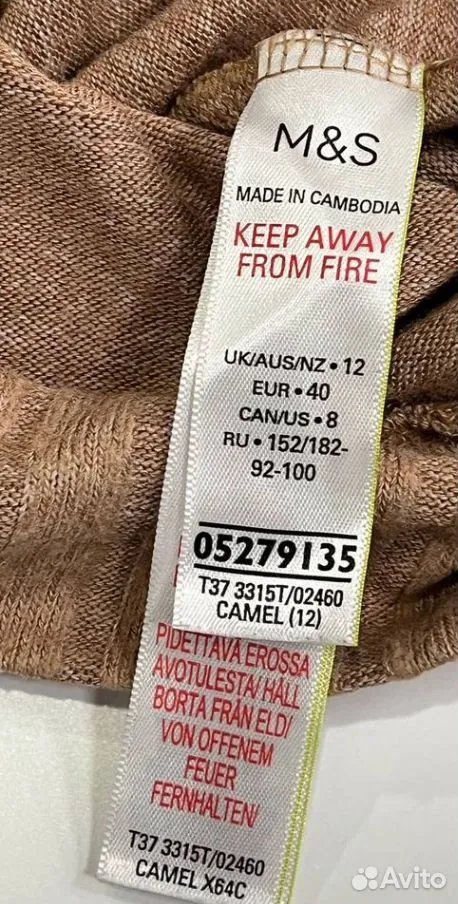 M&S
MADE IN CAMBODIA
KEEP AWAY
FROM FIRE
UK/AUS/NZ • 12
EUR • 40
CAN/US • 8
RU • 152/182-
92-100
05279135
T37 3315T/02460
CAMEL (12)
PIDETTÄVÄ EROSSA
AVOTULESTA/ HÅLL
BORTA FRÅN ELD/
VON OFFENEM
FEUER
FERNHALTEN/
T37 3315T/02460
CAMEL X64C
Avito